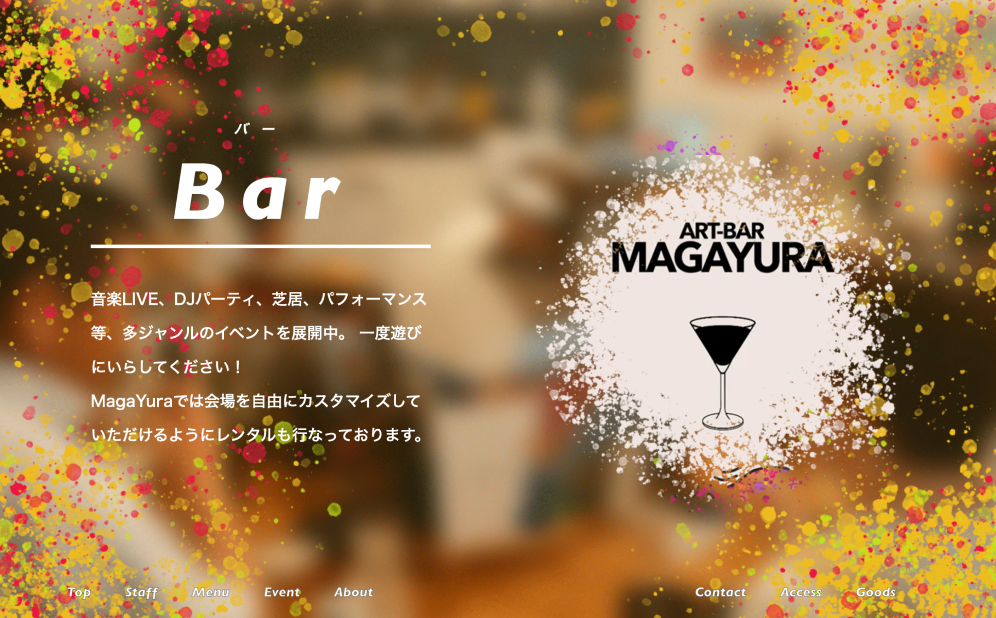 バー
Bar
音楽LIVE、DJパーティ、芝居、パフォーマンス
等、多ジャンルのイベントを展開中。 一度遊び
にいらしてください！
MagaYuraでは会場を自由にカスタマイズして
いただけるようにレンタルも行なっております。
ART-BAR
MAGAYURA
Top Staff Menu Event About Contact Access Goods